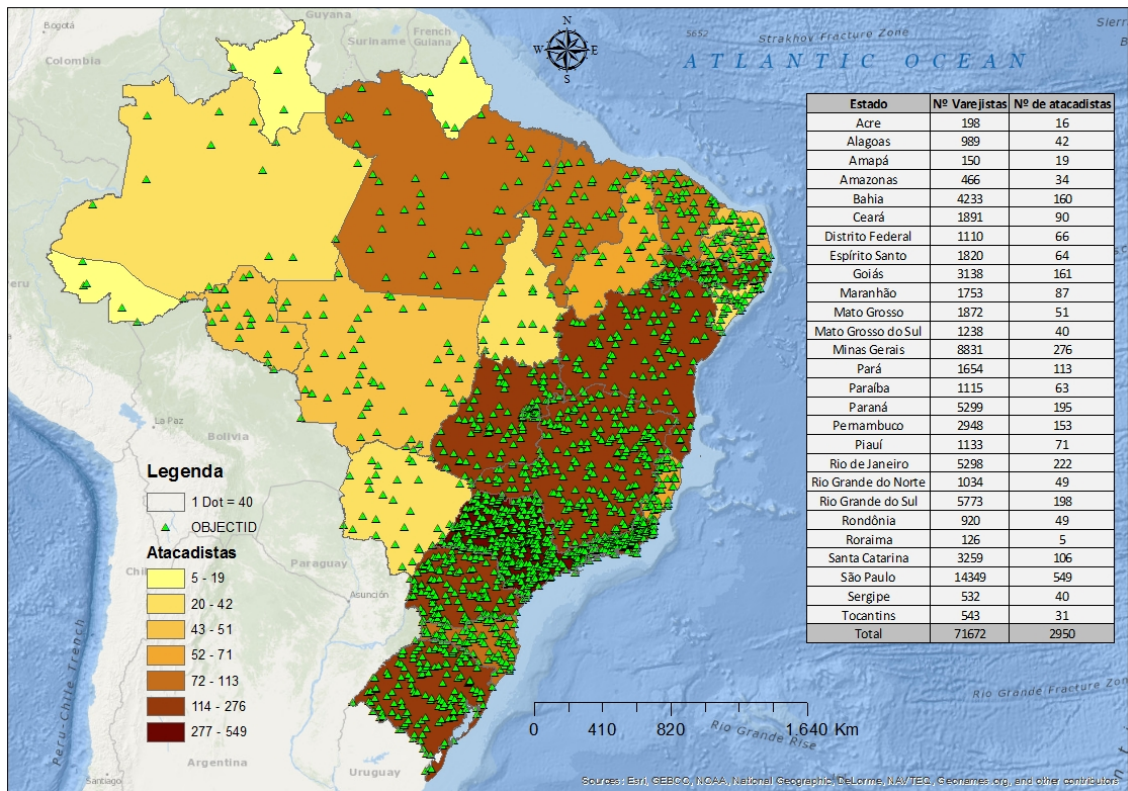 Bogotá
Colombia
Guyana
Suriname
French
Guiana
N
W
E
S
5652
Strakhov Fracture Zone
Sierra
ATLANTIC OCEAN
Estado Nº Varejistas Nº de atacadistas
Acre 198 16
Alagoas 989 42
Amapá 150 19
Amazonas 466 34
Bahia 4233 160
Ceará 1891 90
Distrito Federal 1110 66
Espírito Santo 1820 64
Goiás 3138 161
Maranhão 1753 87
Mato Grosso 1872 51
Mato Grosso do Sul 1238 40
Minas Gerais 8831 276
Pará 1654 113
Paraíba 1115 63
Paraná 5299 195
Pernambuco 2948 153
Piauí 1133 71
Rio de Janeiro 5298 222
Rio Grande do Norte 1034 49
Rio Grande do Sul 5773 198
Rondônia 920 49
Roraima 126 5
Santa Catarina 3259 106
São Paulo 14349 549
Sergipe 532 40
Tocantins 543 31
Total 71672 2950
La Paz
Bolivia
Paraguay
Asunción
Argentina
Uruguay
Santiago
Peru-Chile Trench
Legenda
1 Dot = 40
OBJECTID
Atacadistas
5 - 19
20 - 42
43 - 51
52 - 71
72 - 113
114 - 276
277 - 549
0 410 820 1.640 Km
Rio Grande Rise
Rio Grande Fracture Zon
Sources: Esri, GEBCO, NOAA, National Geographic, DeLorme, NAVTEQ, Geonames.org, and other contributors